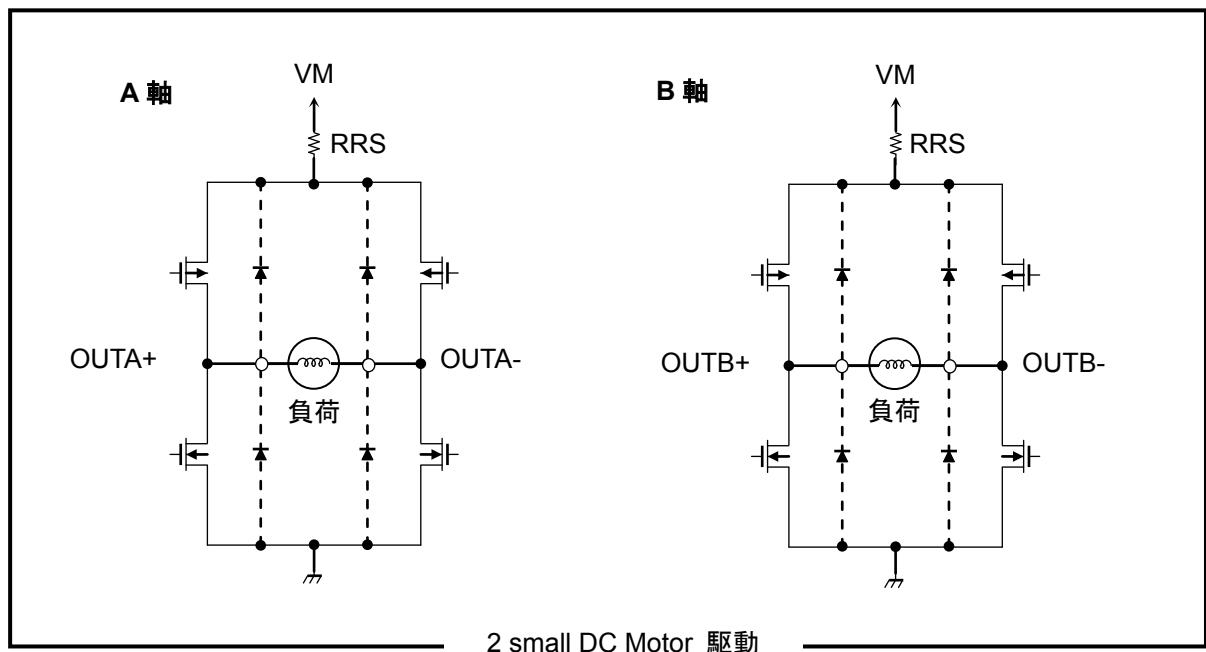 A 軸
VM
RRS
OUTA+
OUTA-
負荷
B 軸
VM
RRS
OUTB+
OUTB-
負荷
2 small DC Motor 駆動